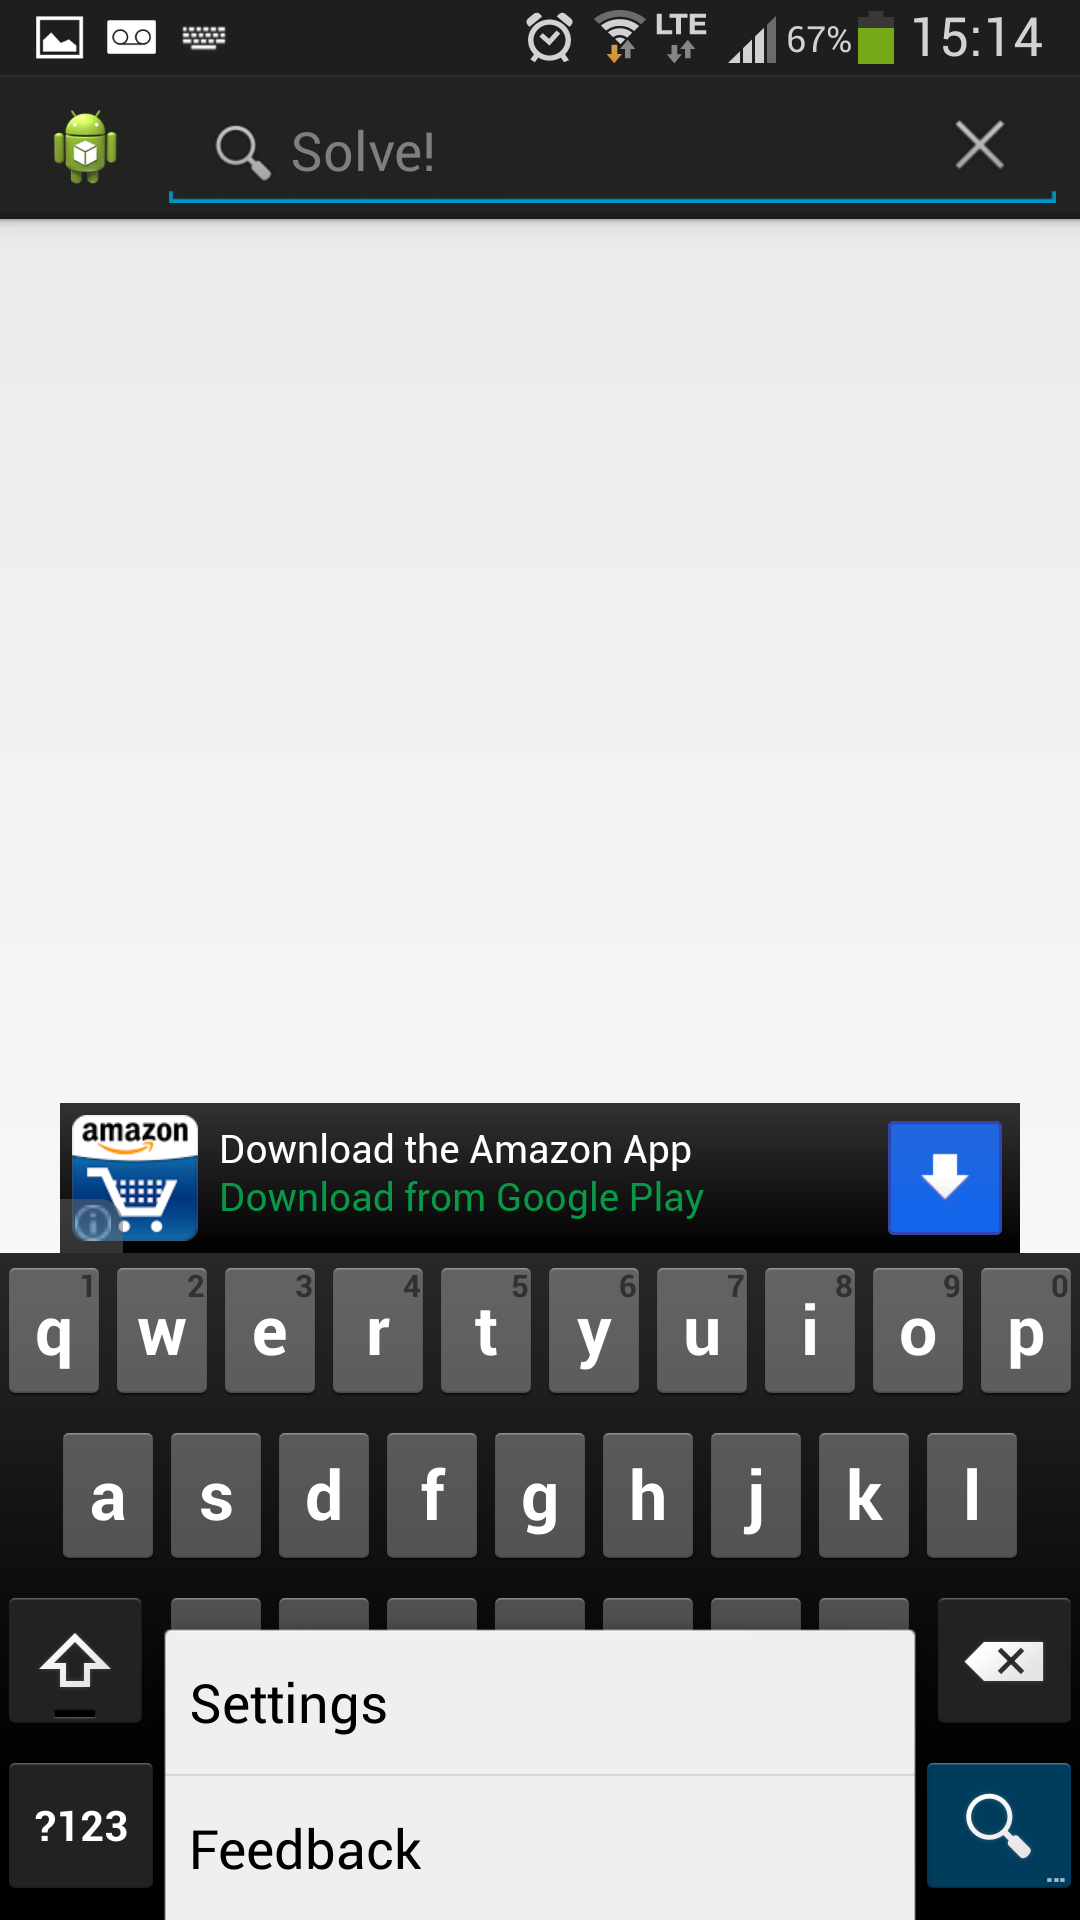 LTE 67% 15:14
Solve!
amazon
Download the Amazon App
Download from Google Play
1 2 3 4 5 6 7 8 9 0
q w e r t y u i o p
a s d f g h j k l
Settings
?123
Feedback